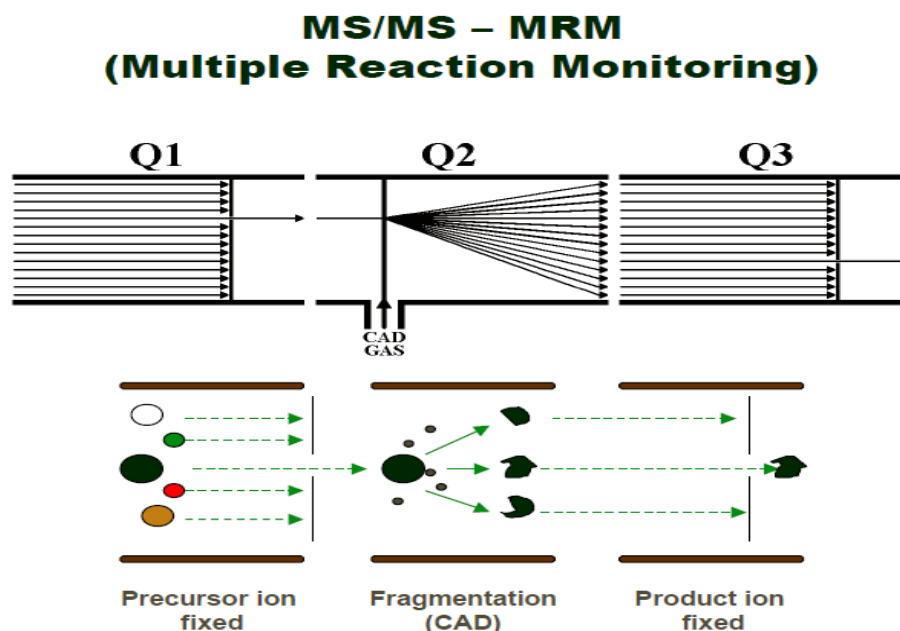 MS/MS – MRM
(Multiple Reaction Monitoring)
Q1
Q2
Q3
CAD
GAS
Precursor ion
fixed
Fragmentation
(CAD)
Product ion
fixed